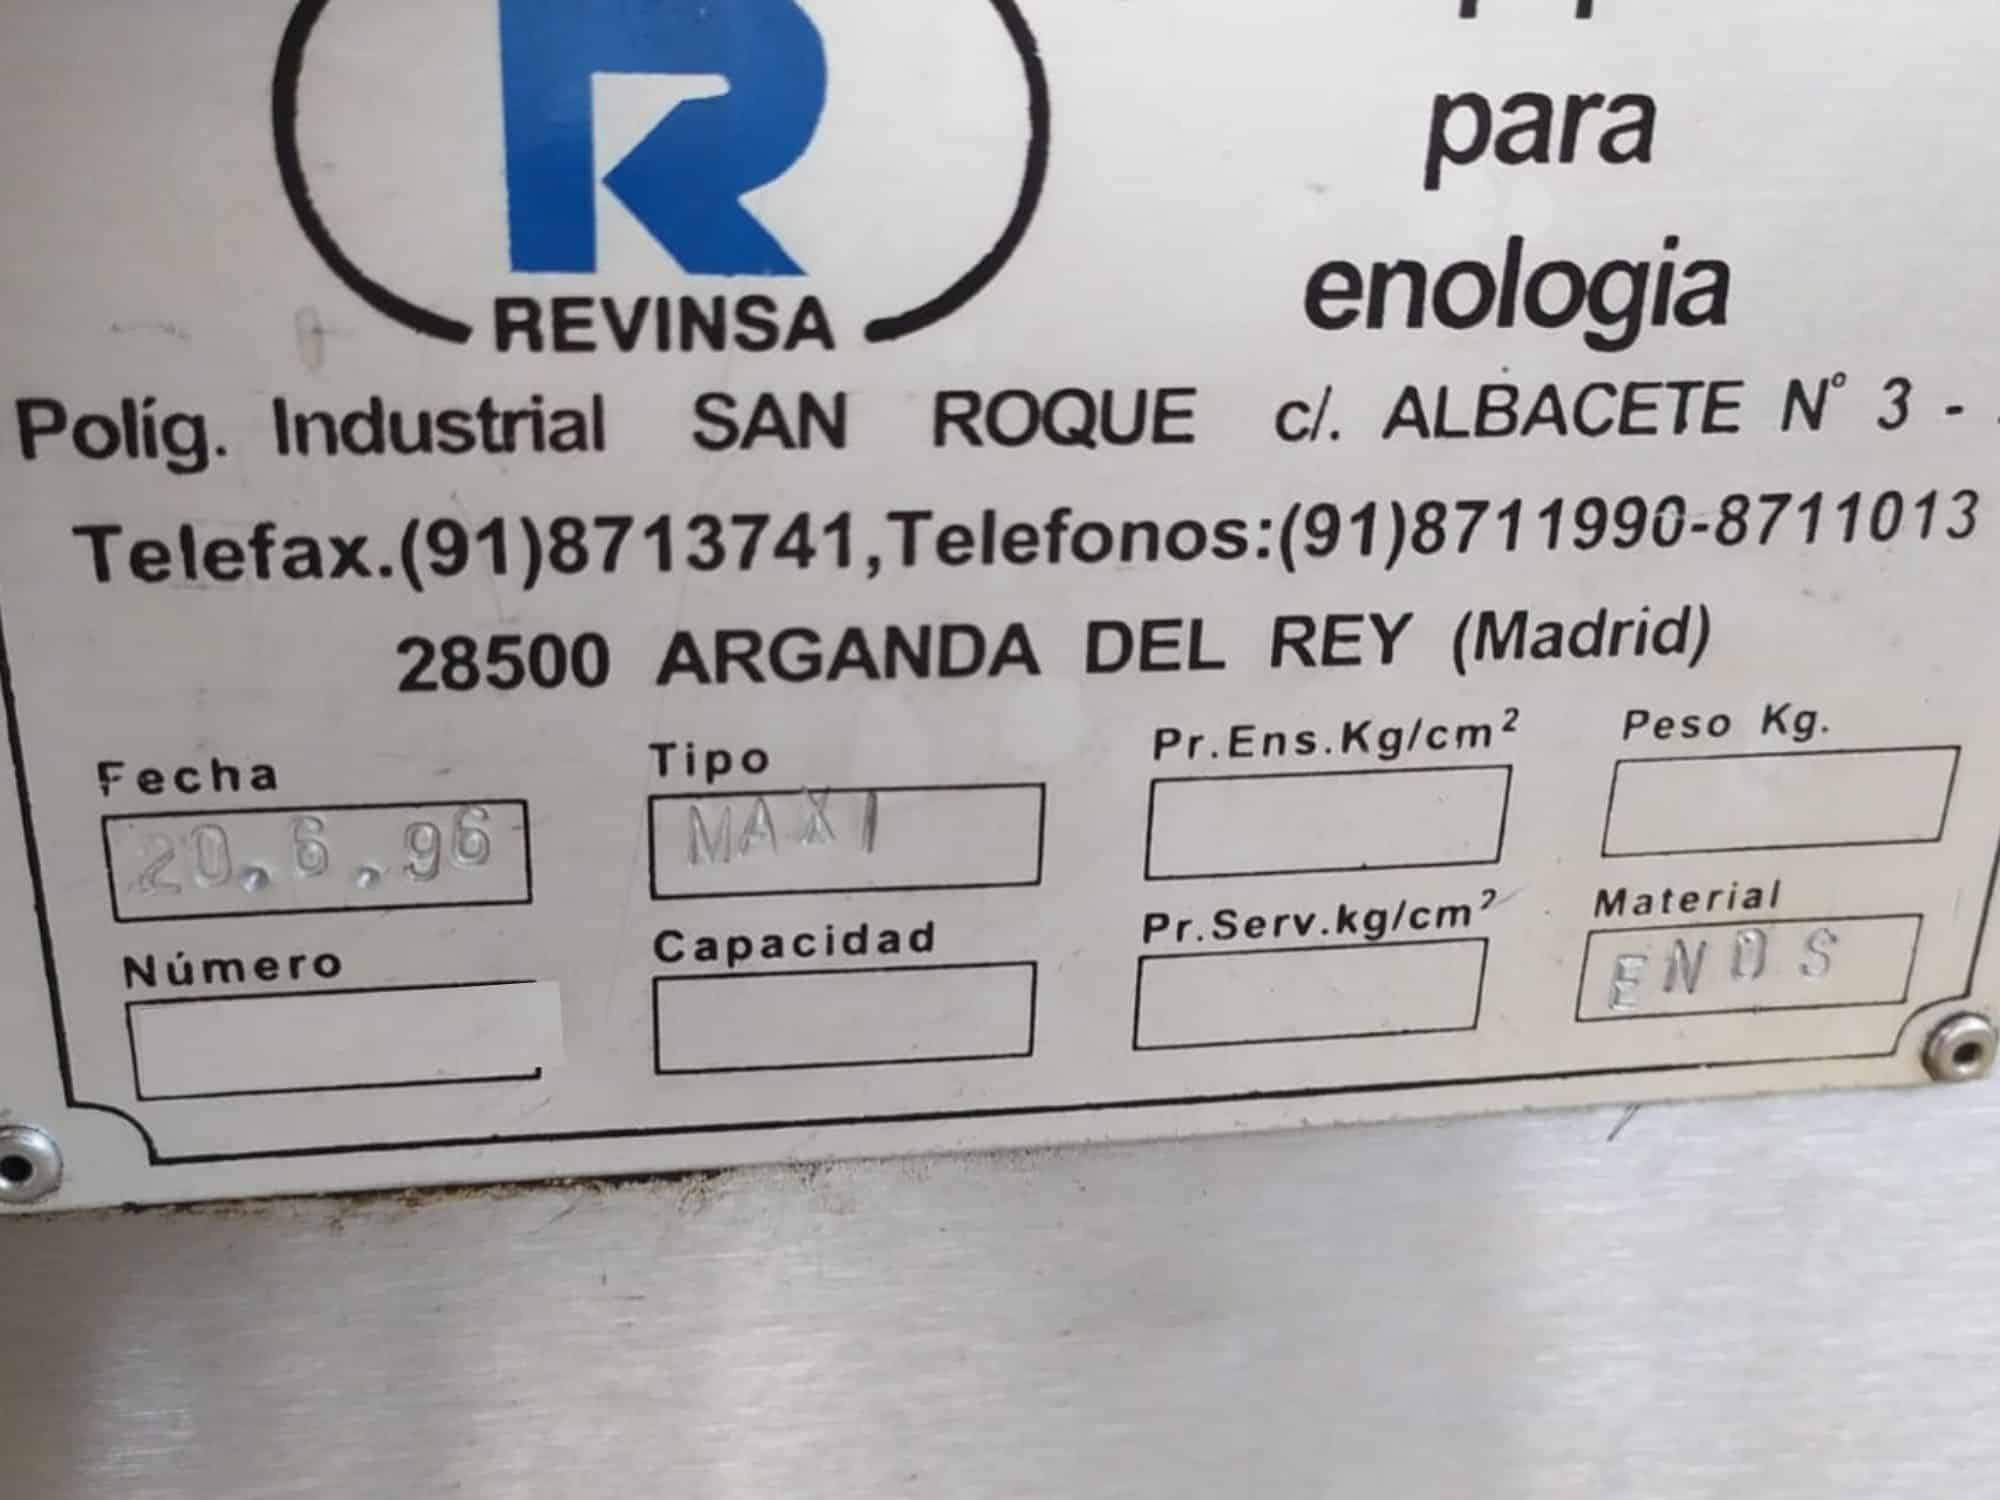 R
para
enologia
REVINSA
Políg. Industrial SAN ROQUE c/. ALBACETE N° 3 -
Telefax.(91)8713741,Telefonos:(91)8711990-8711013
28500 ARGANDA DEL REY (Madrid)
Fecha Tipo Pr.Ens.Kg/cm² Peso Kg.
20.6.96 MAXI
Número Capacidad Pr.Serv.kg/cm² Material
ENOS